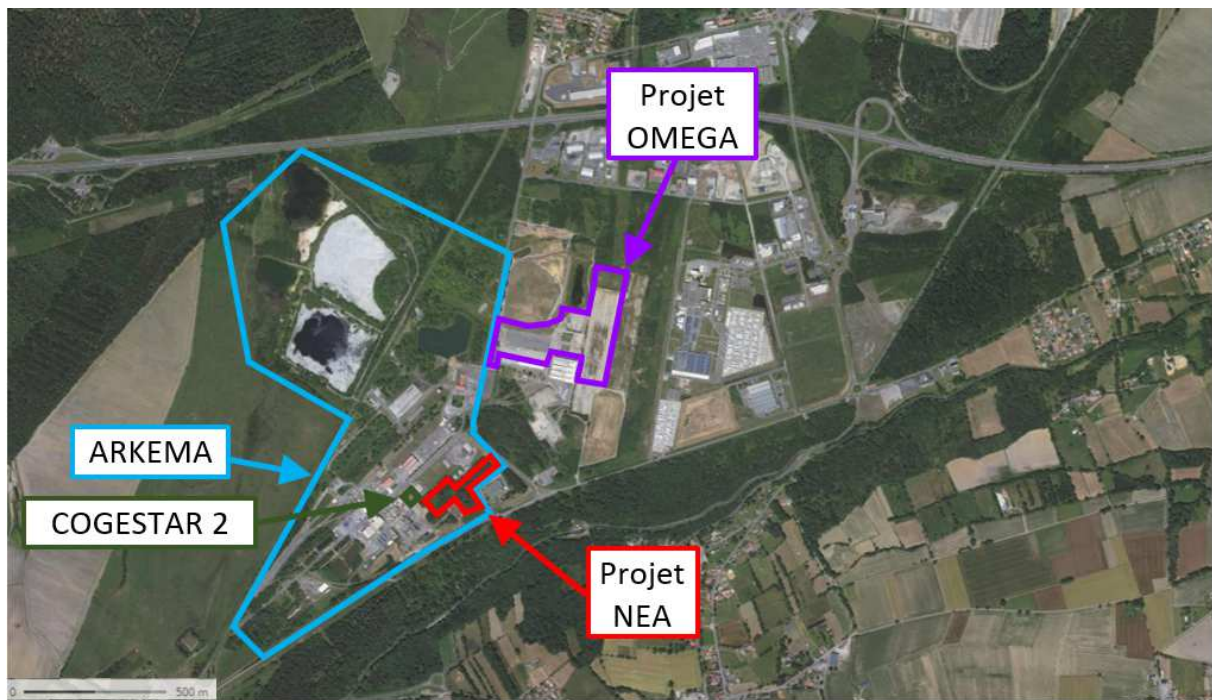 Projet
OMEGA
ARKEMA
COGESTAR 2
Projet
NEA
0 500 m